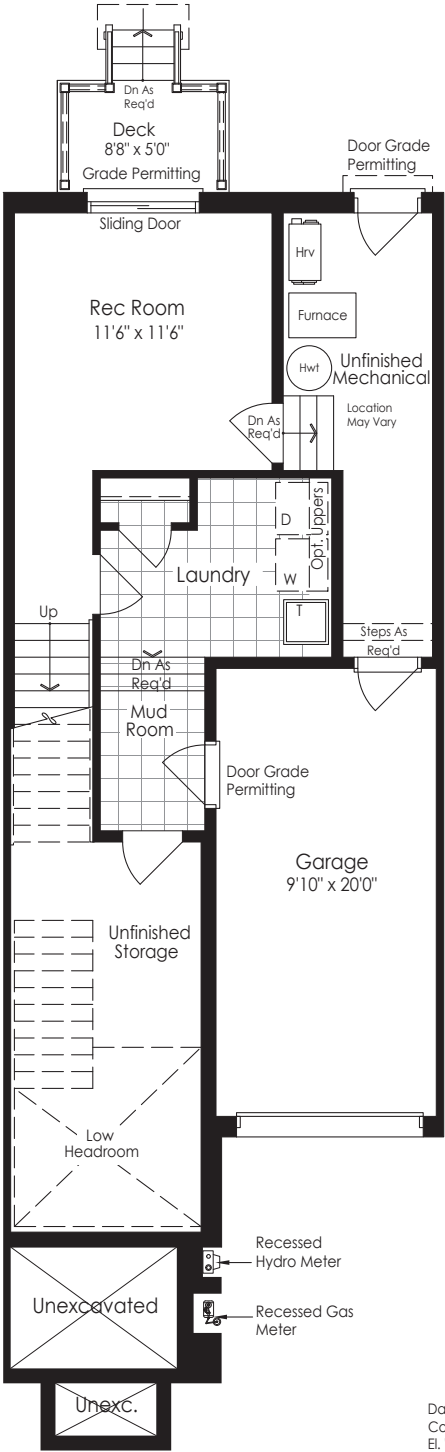 Dn As
Req'd
Deck
8'8" x 5'0"
Grade Permitting
Door Grade
Permitting
Sliding Door
Hrv
Rec Room
11'6" x 11'6"
Furnace
Hwt
Unfinished
Mechanical
Location
May Vary
Dn As
Req'd
D
Opt. Uppers
Laundry
W
T
Up
Steps As
Req'd
Dn As
Req'd
Mud
Room
Door Grade
Permitting
Garage
9'10" x 20'0"
Unfinished
Storage
Low
Headroom
Recessed
Hydro Meter
Unexcavated
Recessed Gas
Meter
Unexc.
Da
El.